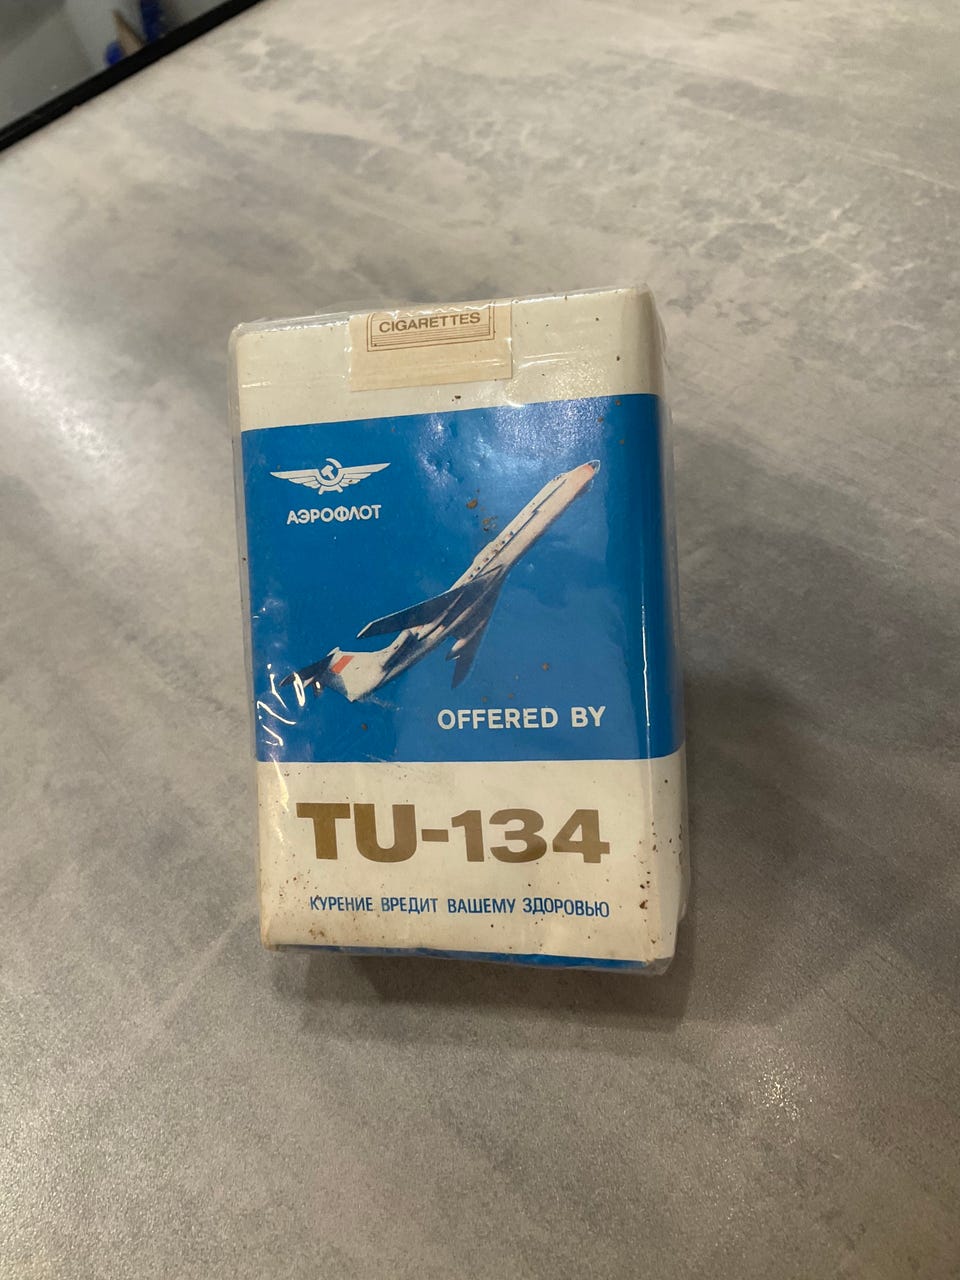 CIGARETTES
АЭРОФЛОТ
OFFERED BY
TU-134
КУРЕНИЕ ВРЕДИТ ВАШЕМУ ЗДОРОВЬЮ